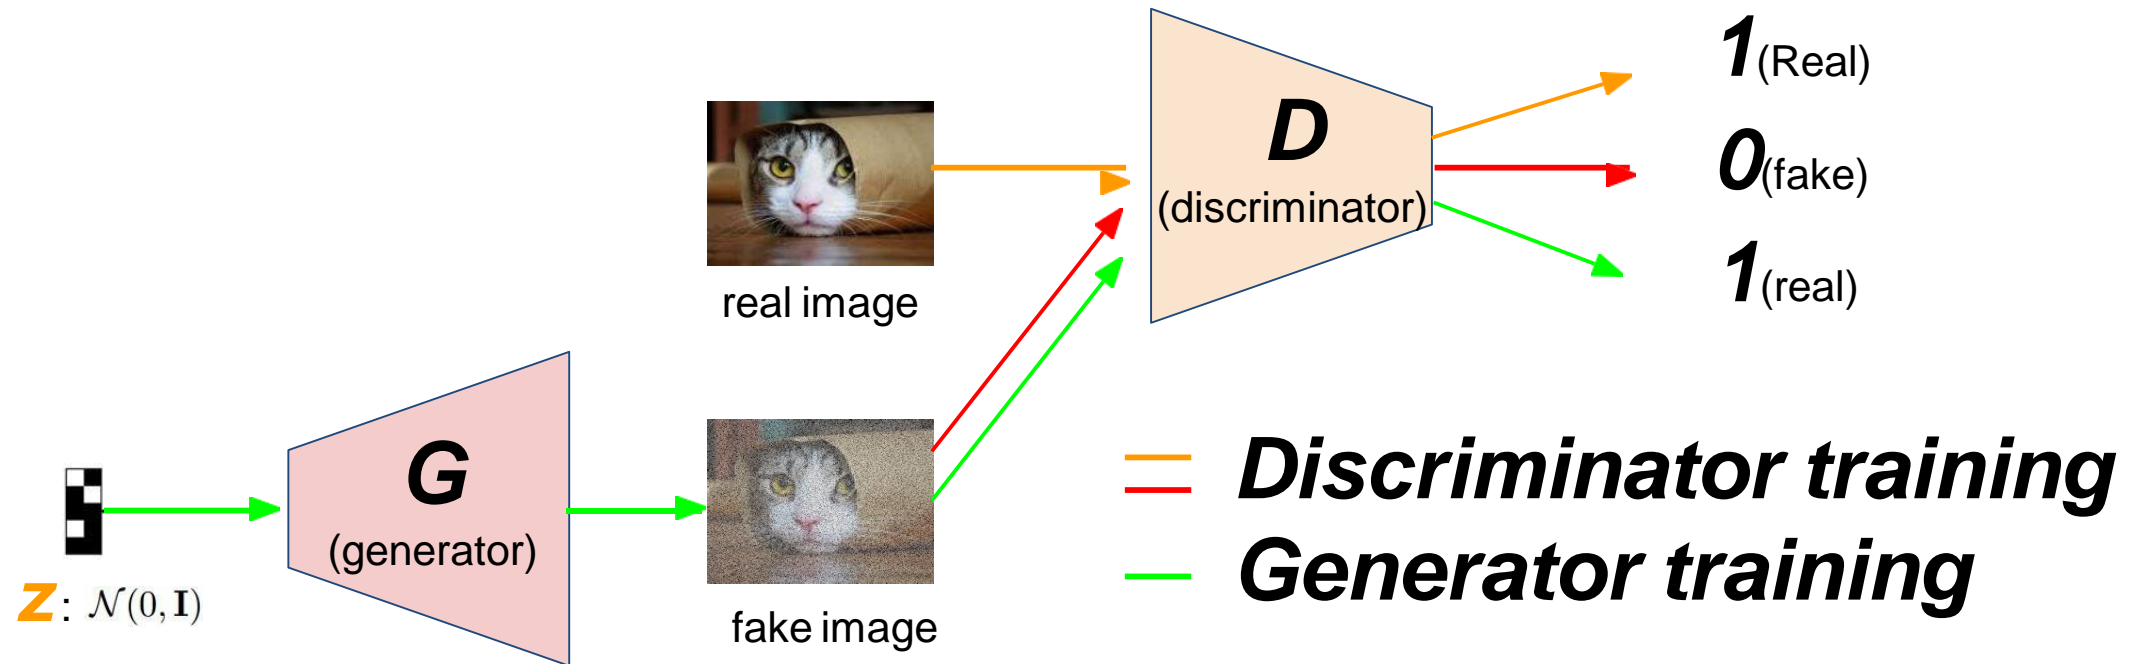 1(Real)
D
0(fake)
(discriminator)
1(real)
real image
G
(generator)
Discriminator training
Generator training
z: 𝒩(0, I)
fake image